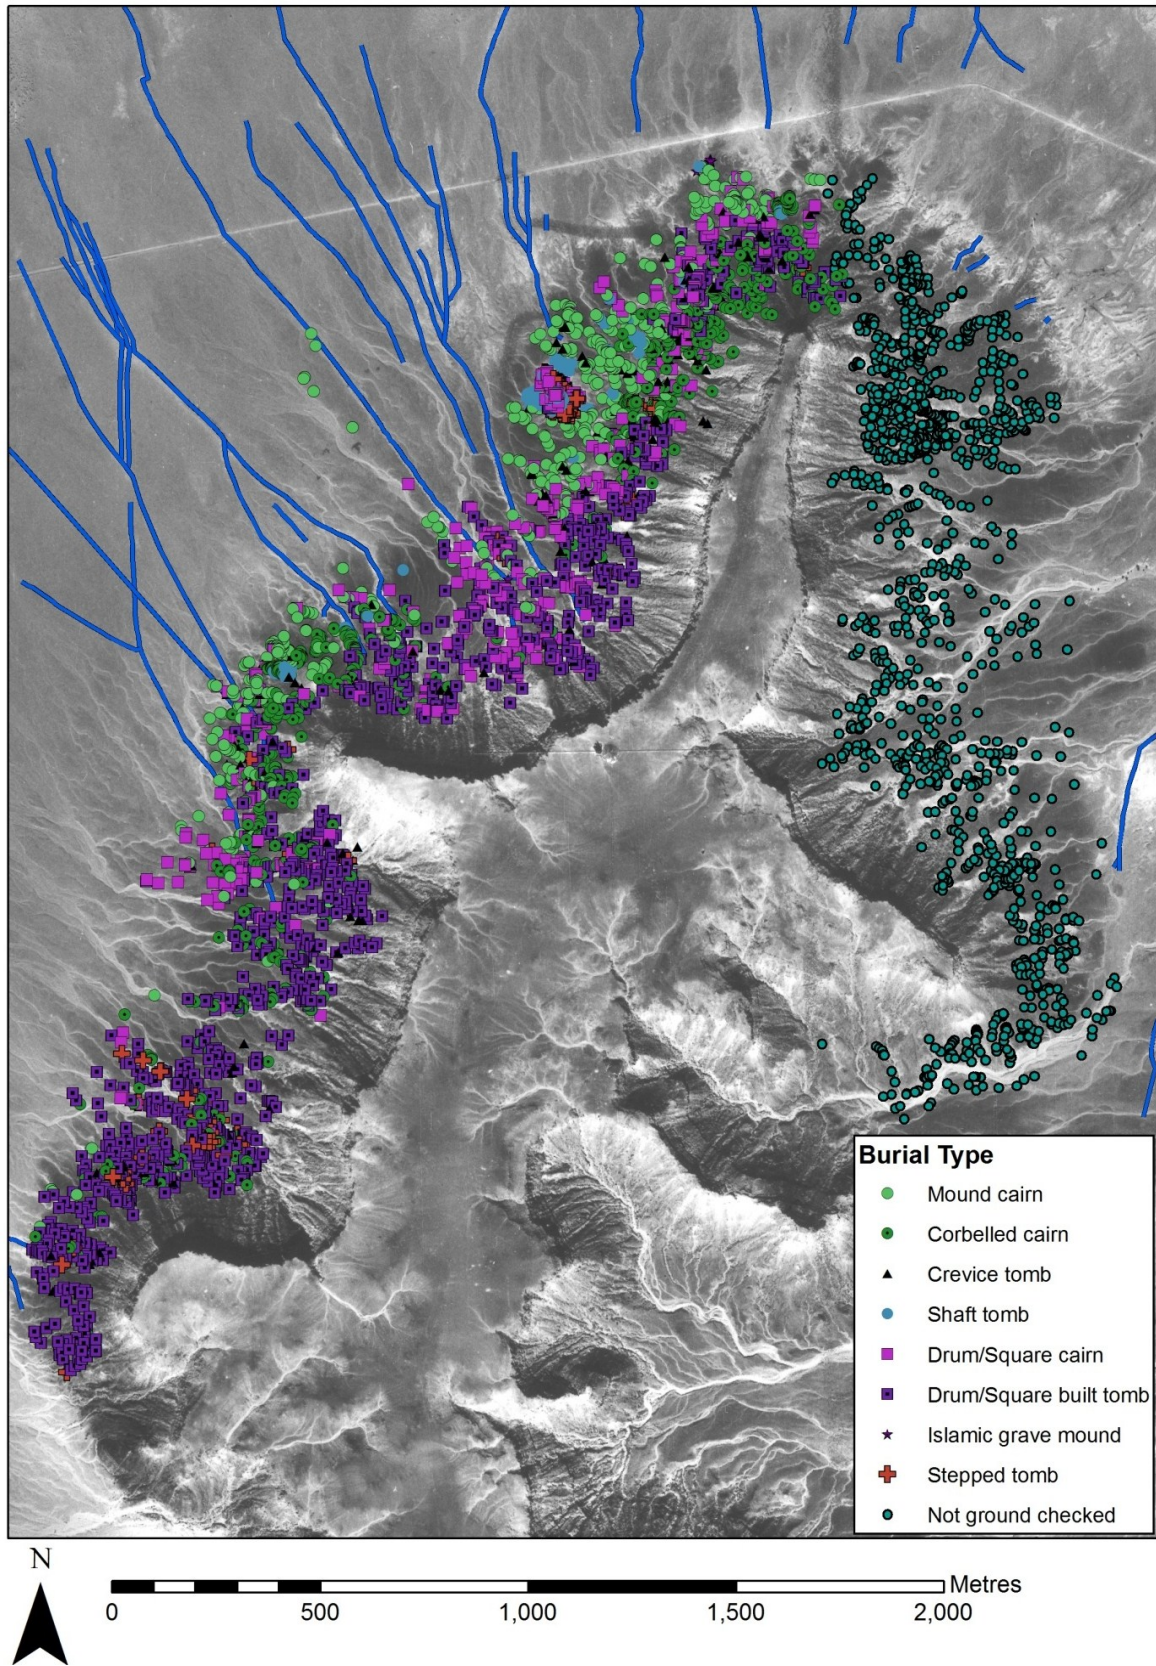 Burial Type
Mound cairn
Corbelled cairn
Crevice tomb
Shaft tomb
Drum/Square cairn
Drum/Square built tomb
Islamic grave mound
Stepped tomb
Not ground checked
N
Metres
0 500 1,000 1,500 2,000